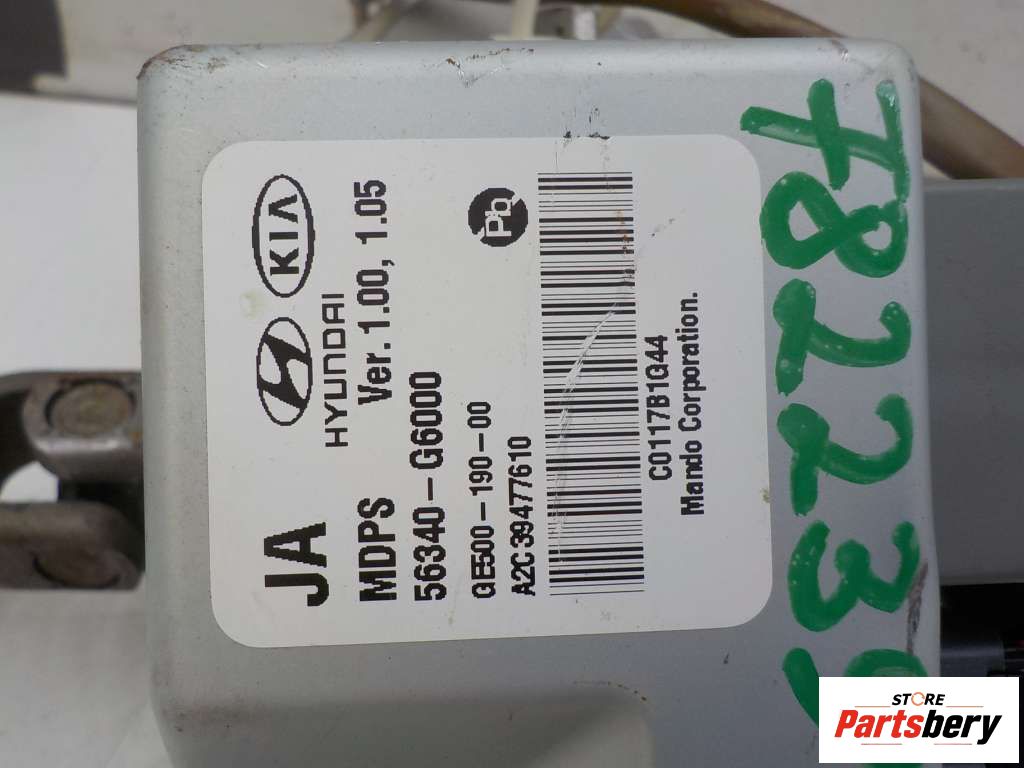 HYUNDAI KIA
JA
MDPS Ver. 1.00, 1.05
56340-G6000
GE500-190-00 Pb
A2C39477610
C0117B1G44
Mando Corporation.
78223
STORE
Partsbery